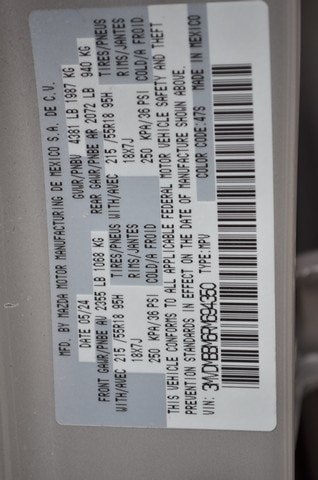 MFD. BY MAZDA MOTOR MANUFACTURING DE MEXICO S.A. DE C.V.
DATE 05/24 GVWR/PNBV 4381 LB 1987 KG
FRONT GAWR/PNBE AV 2355 LB 1068 KG REAR GAWR/PNBE AR 2072 LB 940 KG
WITH/AVEC TIRES/PNEUS WITH/AVEC TIRES/PNEUS
215 /55R18 95H 215 /55R18 95H
18X7J RIMS/JANTES 18X7J RIMS/JANTES
250 KPA/36 PSI COLD/A FROID 250 KPA/36 PSI COLD/A FROID
THIS VEHICLE CONFORMS TO ALL APPLICABLE FEDERAL MOTOR VEHICLE SAFETY AND THEFT
PREVENTION STANDARDS IN EFFECT ON THE DATE OF MANUFACTURE SHOWN ABOVE.
VIN: TYPE:MPV COLOR CODE:47S MADE IN MEXICO